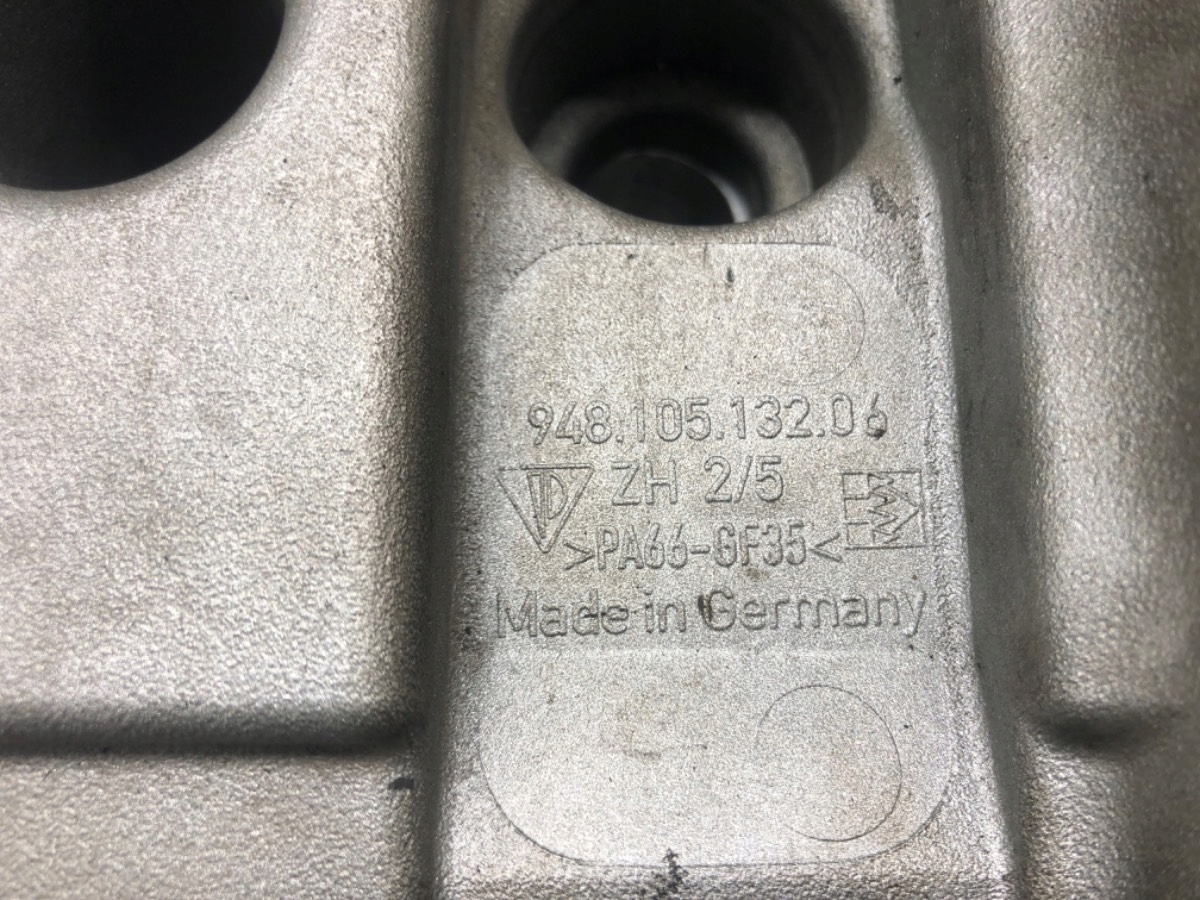 948.105.132.06
ZH 2/5
>PA66-GF35<
Made in Germany